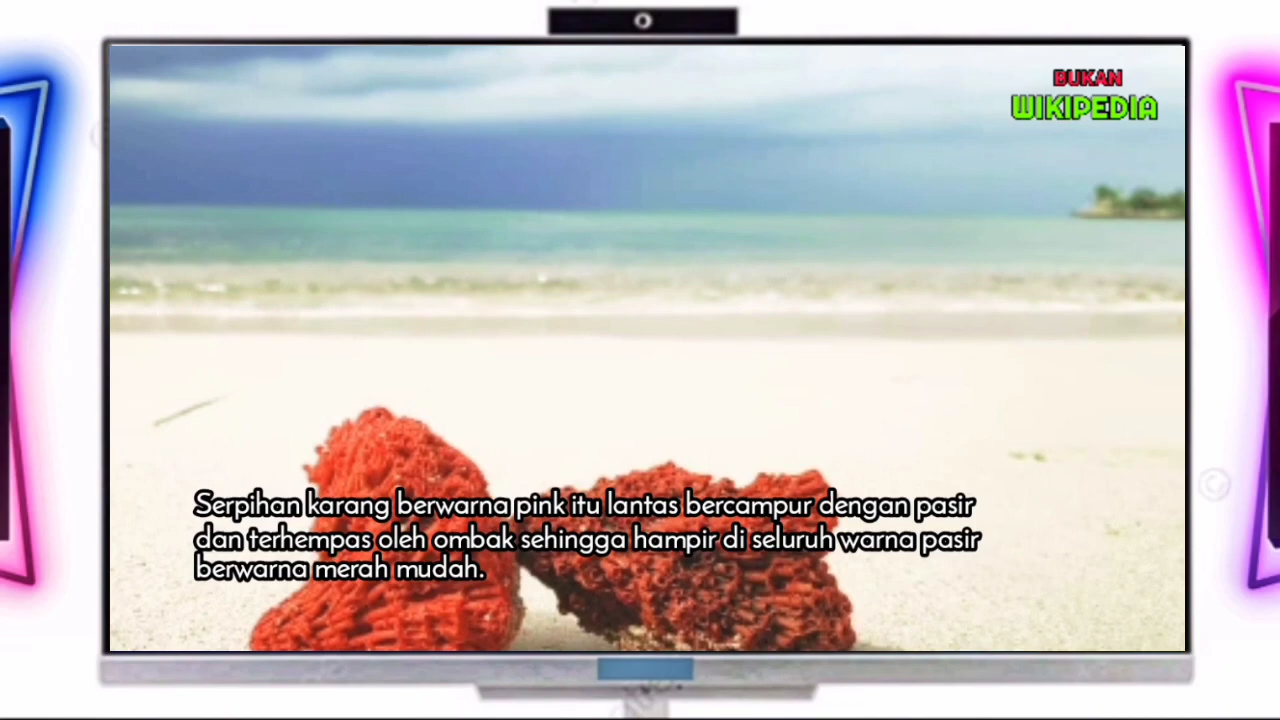 BUKAN
WIKIPEDIA
Serpihan karang berwarna pink itu lantas bercampur dengan pasir
dan terhempas oleh ombak sehingga hampir di seluruh warna pasir
berwarna merah mudah.